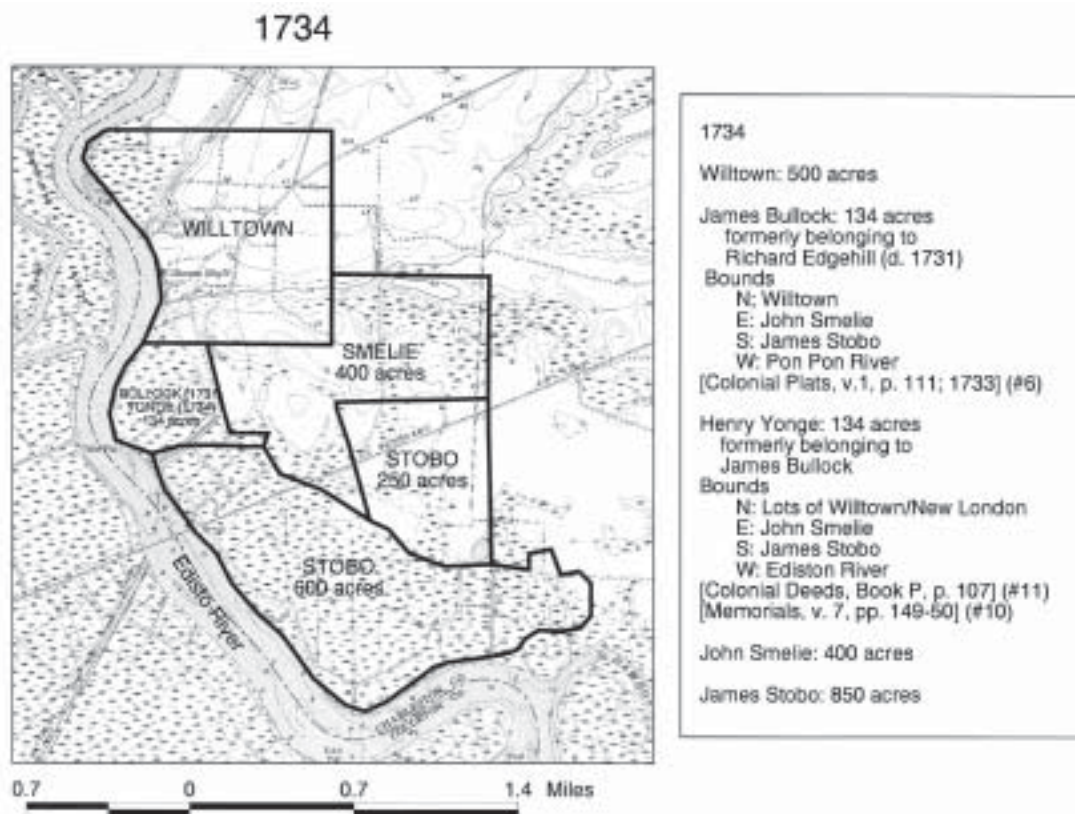 1734
WILLTOWN
SMELIE
400 acres
134 acres
STOBO
250 acres
STOBO
600 acres
Edisto River
0.7 0 0.7 1.4 Miles
1734
Willtown: 500 acres
James Bullock: 134 acres
formerly belonging to
Richard Edgehill (d. 1731)
Bounds
N: Willtown
E: John Smelie
S: James Stobo
W: Pon Pon River
[Colonial Plats, v.1, p. 111; 1733] (#6)
Henry Yonge: 134 acres
formerly belonging to
James Bullock
Bounds
N: Lots of Willtown/New London
E: John Smelie
S: James Stobo
W: Ediston River
[Colonial Deeds, Book P, p. 107] (#11)
[Memorials, v. 7, pp. 149-50] (#10)
John Smelie: 400 acres
James Stobo: 850 acres